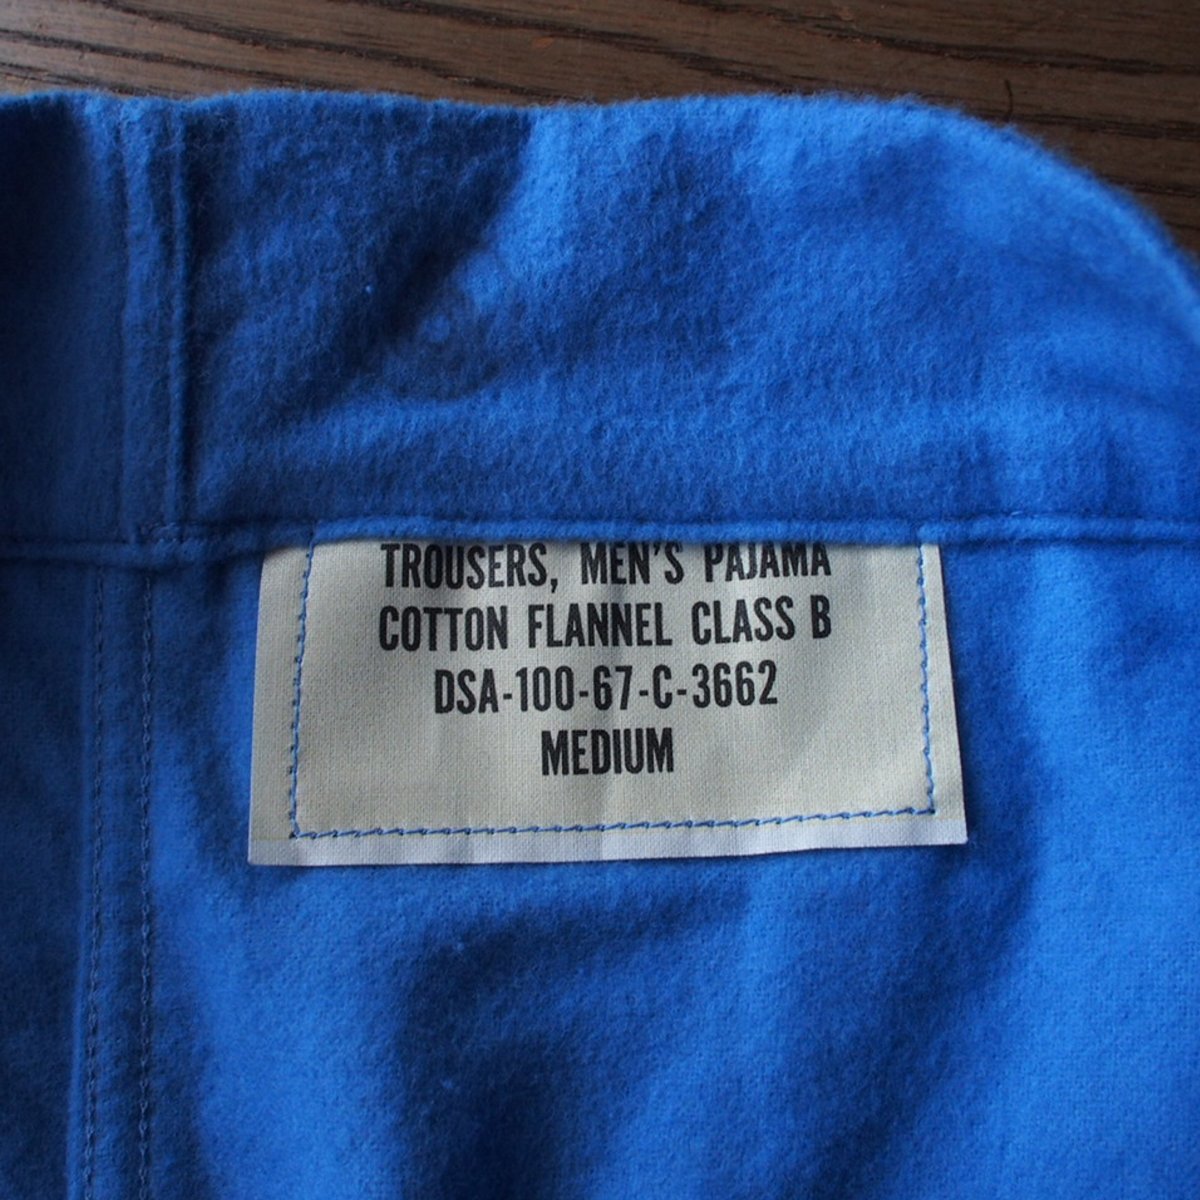 TROUSERS, MEN'S PAJAMA
COTTON FLANNEL CLASS B
DSA-100-67-C-3662
MEDIUM